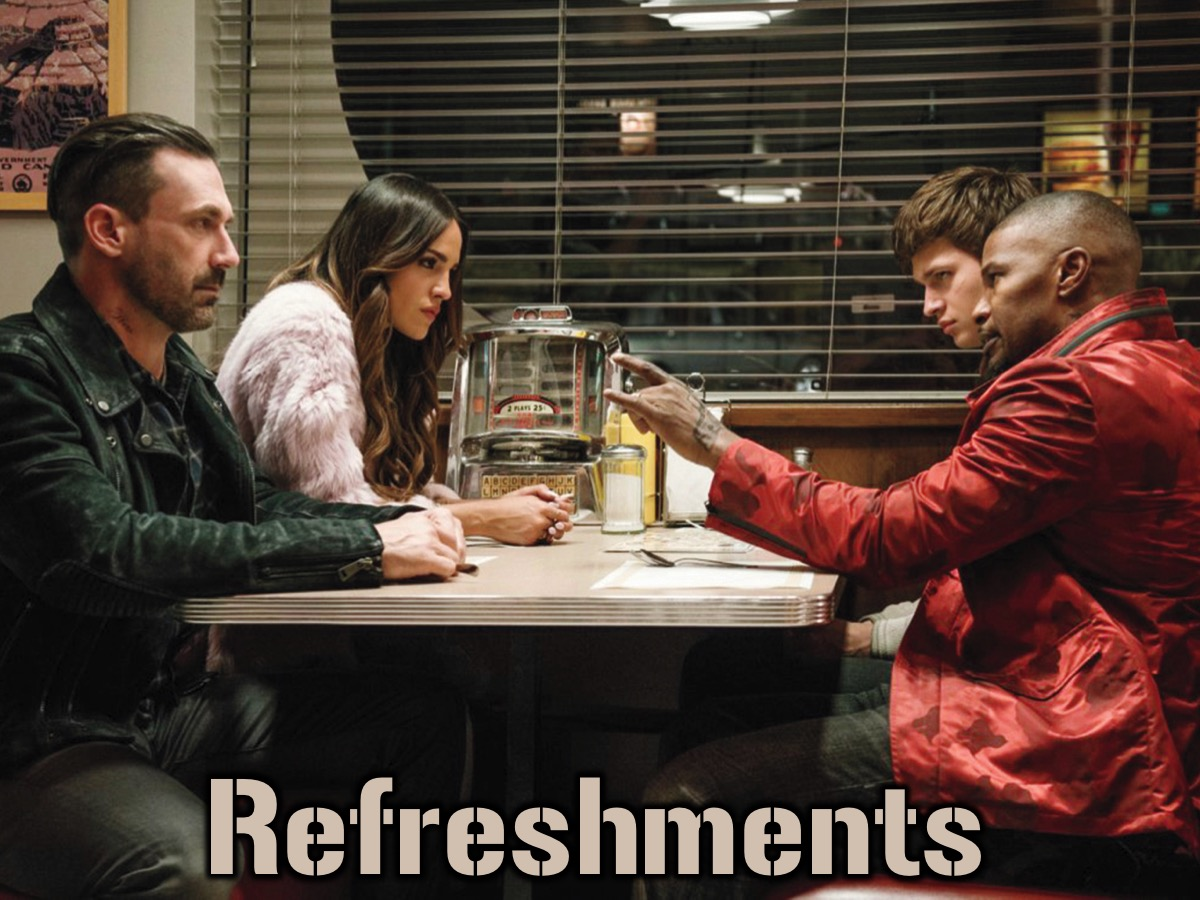 2 PLAYS 25¢
A B C D E F G H J K
Refreshments